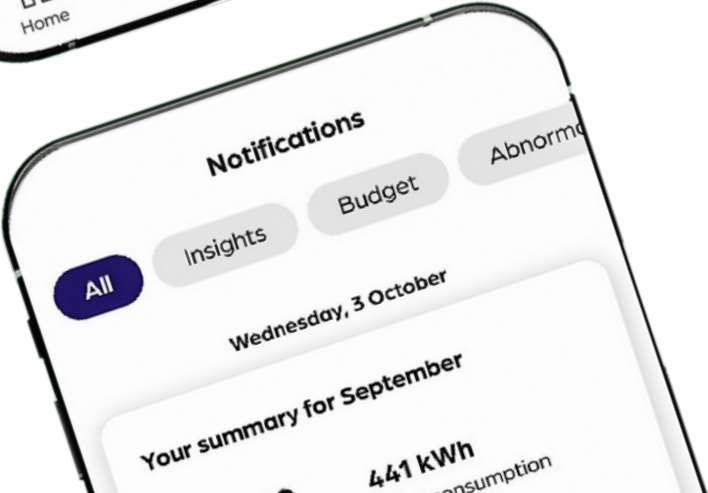 Home
Notifications
All
Insights
Budget
Wednesday, 3 October
Your summary for September
441 kWh